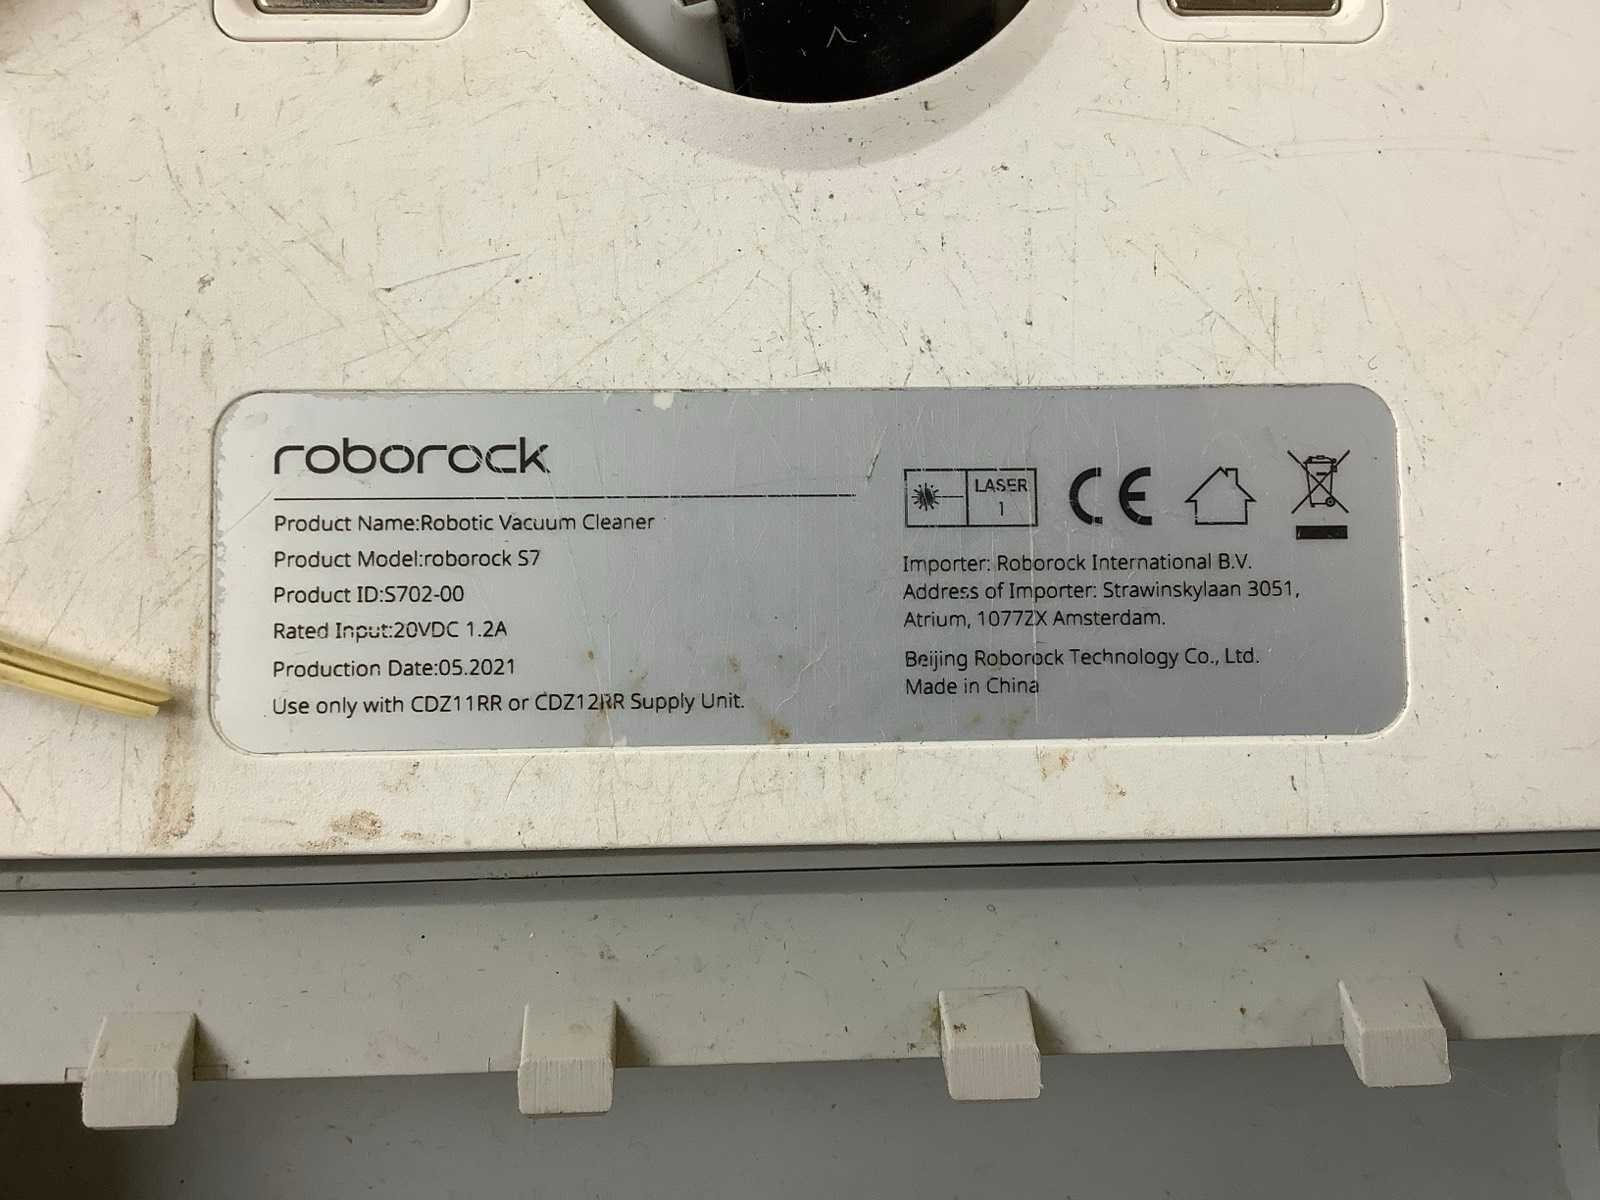 roborock
Product Name:Robotic Vacuum Cleaner
Product Model:roborock S7
Product ID:S702-00
Rated Input:20VDC 1.2A
Production Date:05.2021
Use only with CDZ11RR or CDZ12RR Supply Unit.
LASER
1
CE
Importer: Roborock International B.V.
Address of Importer: Strawinskylaan 3051,
Atrium, 1077ZX Amsterdam.
Beijing Roborock Technology Co., Ltd.
Made in China